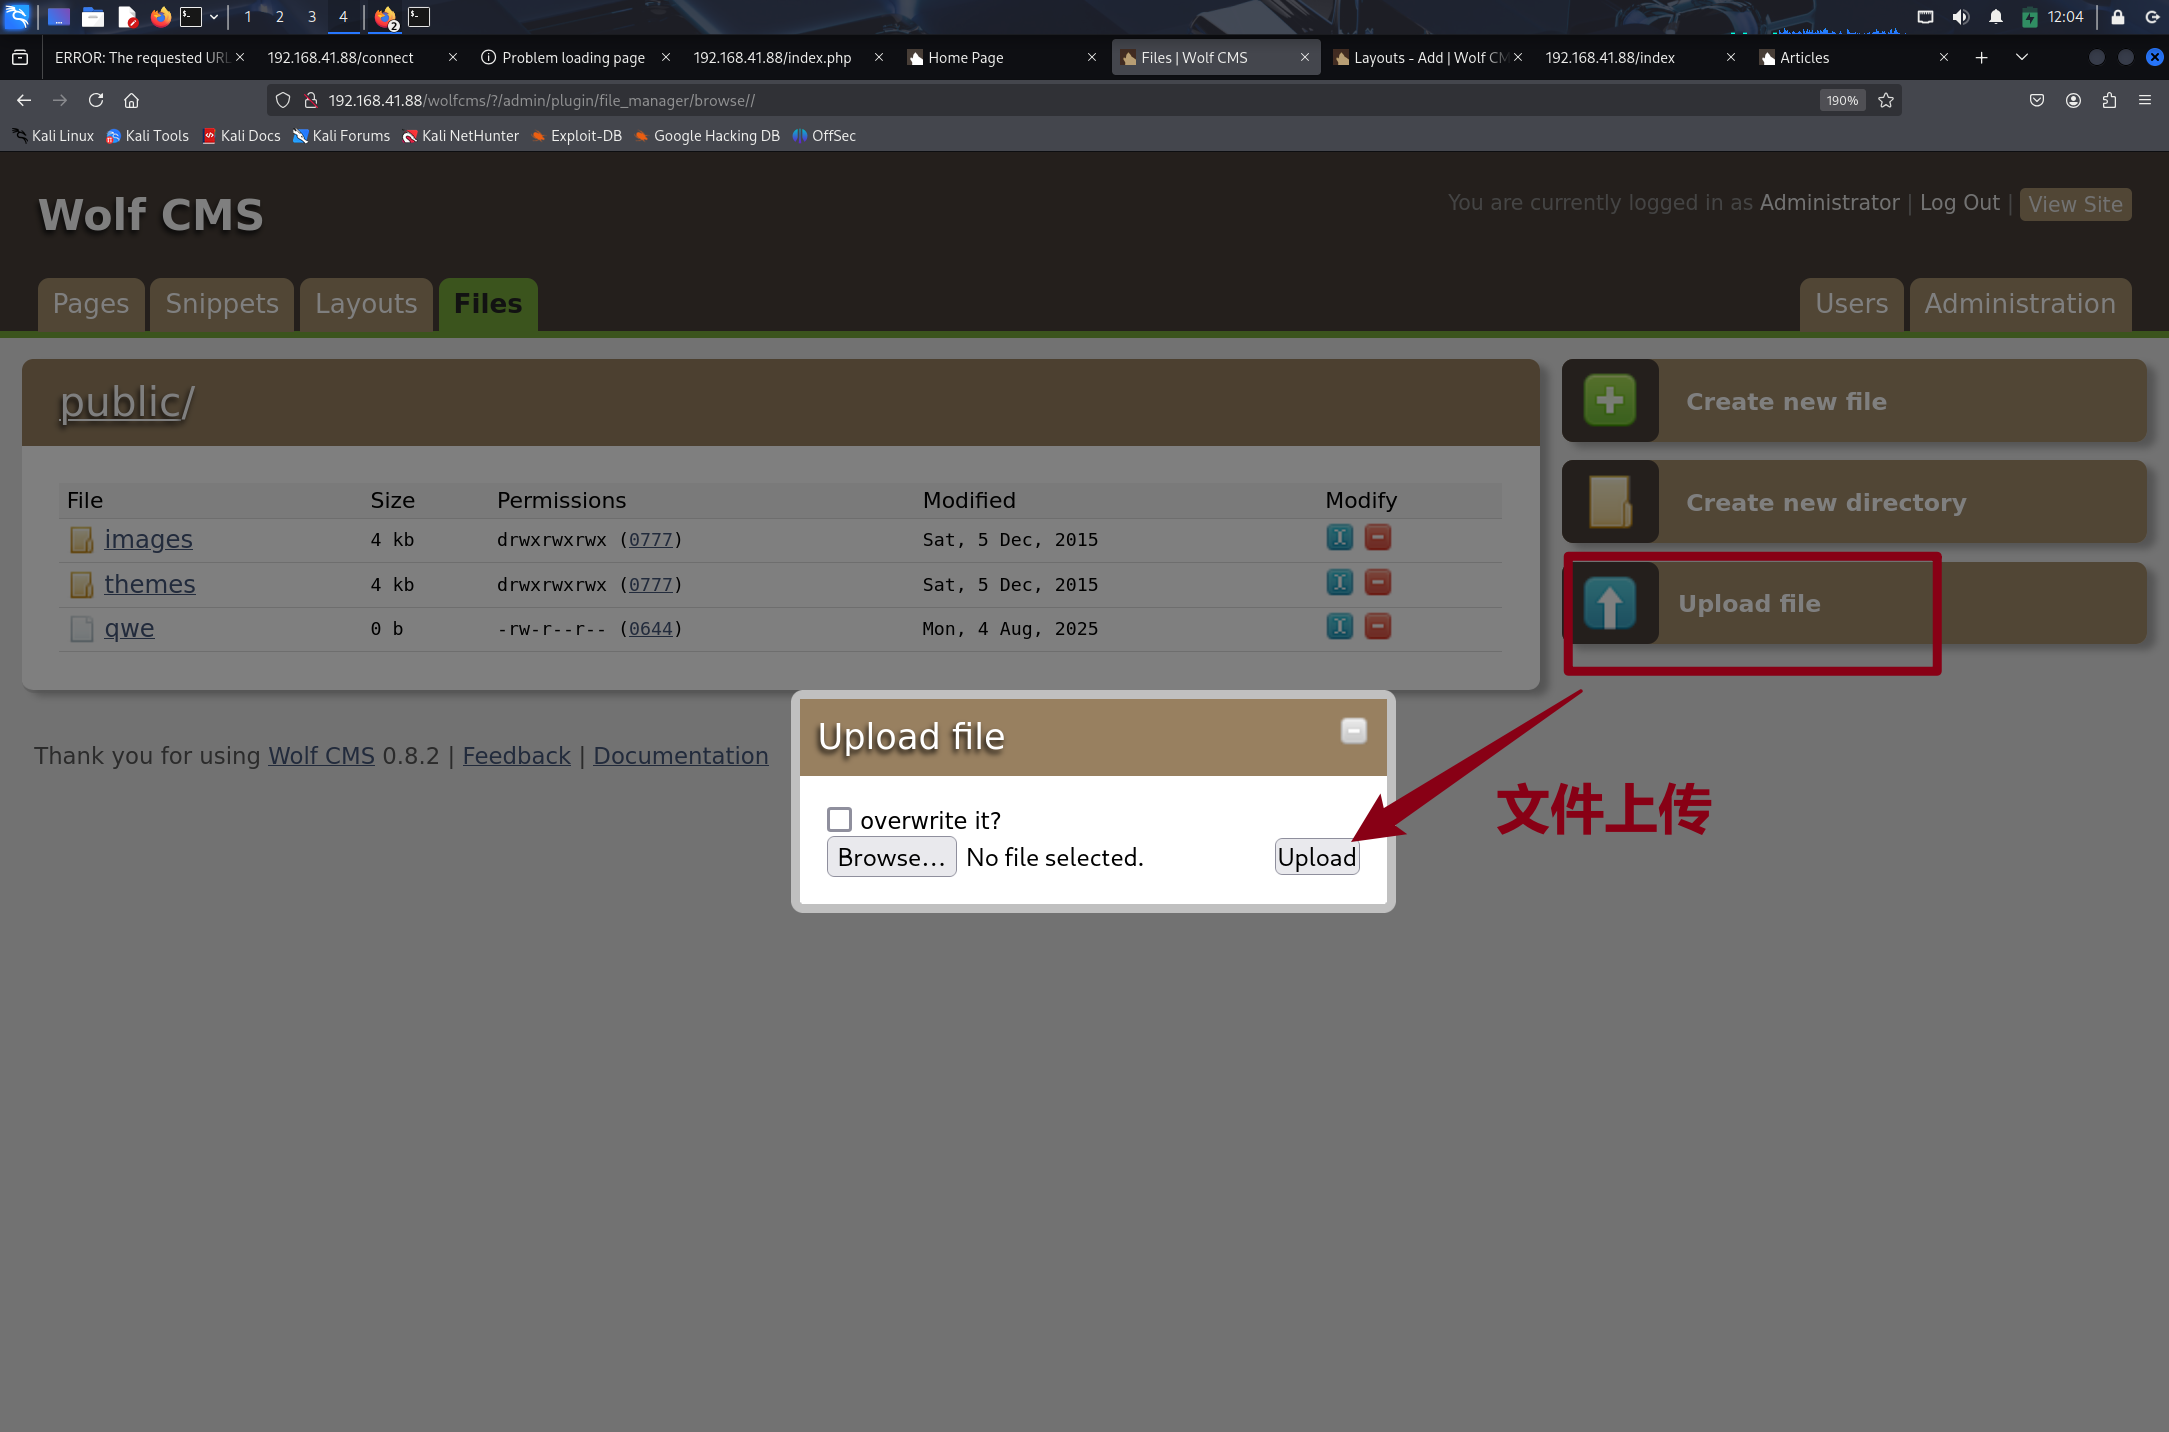 1 2 3 4 2 12:04
ERROR: The requested URL 192.168.41.88/connect Problem loading page 192.168.41.88/index.php Home Page Files | Wolf CMS Layouts - Add | Wolf CM 192.168.41.88/index Articles
192.168.41.88/wolfcms/?/admin/plugin/file_manager/browse// 190%
Kali Linux Kali Tools Kali Docs Kali Forums Kali NetHunter Exploit-DB Google Hacking DB OffSec
Wolf CMS
You are currently logged in as Administrator | Log Out | View Site
Pages Snippets Layouts Files Users Administration
public/
Create new file
File Size Permissions Modified Modify
Create new directory
images 4 kb drwxrwxrwx (0777) Sat, 5 Dec, 2015
themes 4 kb drwxrwxrwx (0777) Sat, 5 Dec, 2015
Upload file
qwe 0 b -rw-r--r-- (0644) Mon, 4 Aug, 2025
Upload file
Thank you for using Wolf CMS 0.8.2 | Feedback | Documentation
文件上传
overwrite it?
Browse... No file selected. Upload